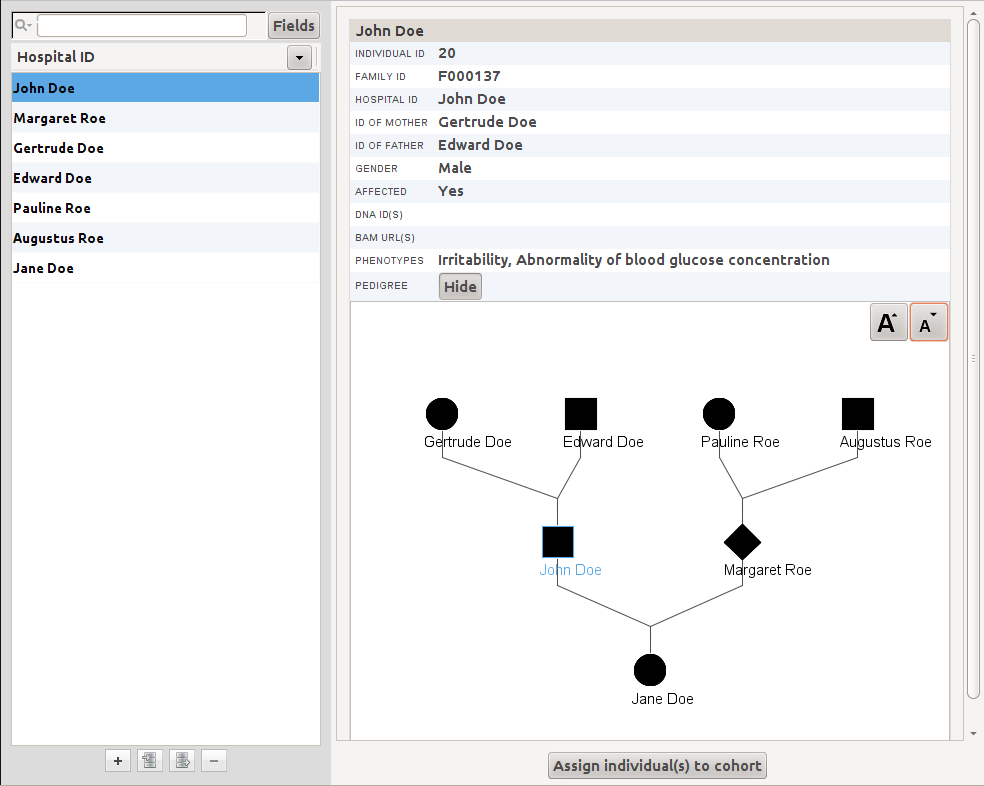 Fields
Hospital ID
John Doe
Margaret Roe
Gertrude Doe
Edward Doe
Pauline Roe
Augustus Roe
Jane Doe
+
−
John Doe
INDIVIDUAL ID 20
FAMILY ID F000137
HOSPITAL ID John Doe
ID OF MOTHER Gertrude Doe
ID OF FATHER Edward Doe
GENDER Male
AFFECTED Yes
DNA ID(S)
BAM URL(S)
PHENOTYPES Irritability, Abnormality of blood glucose concentration
PEDIGREE Hide
A A
Gertrude Doe Edward Doe Pauline Roe Augustus Roe
John Doe Margaret Roe
Jane Doe
Assign individual(s) to cohort